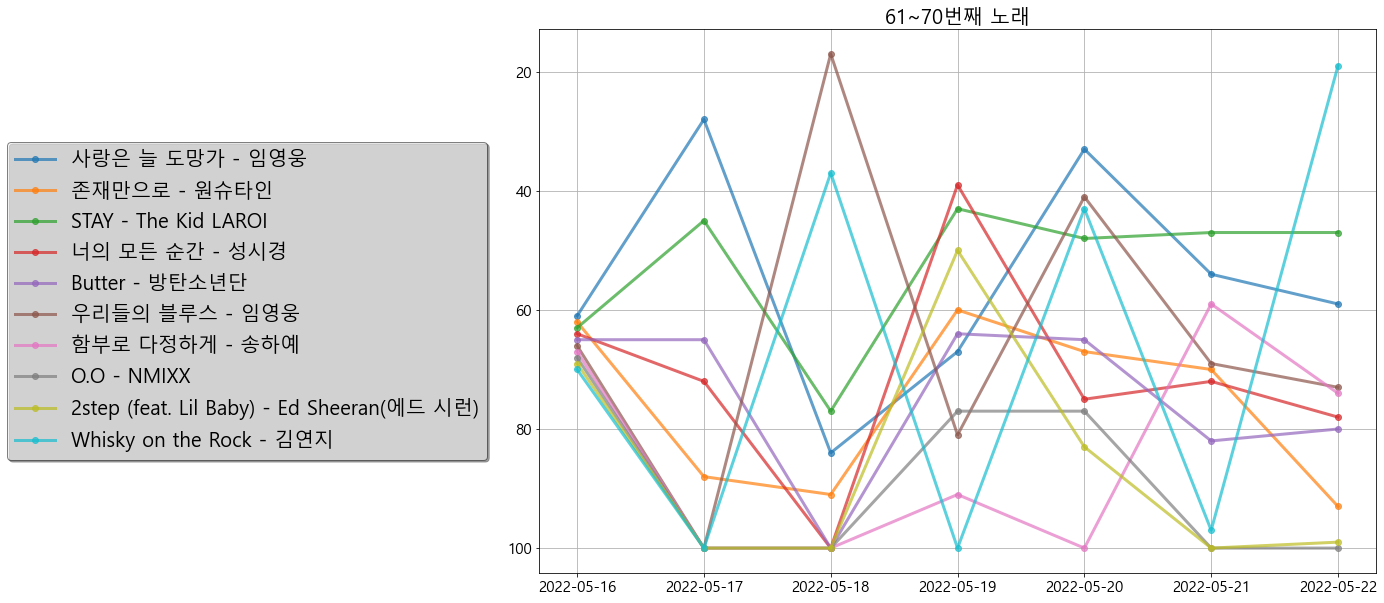 61~70번째 노래
사랑은 늘 도망가 - 임영웅
존재만으로 - 원슈타인
STAY - The Kid LAROI
너의 모든 순간 - 성시경
Butter - 방탄소년단
우리들의 블루스 - 임영웅
함부로 다정하게 - 송하예
O.O - NMIXX
2step (feat. Lil Baby) - Ed Sheeran(에드 시런)
Whisky on the Rock - 김연지
20
40
60
80
100
2022-05-16 2022-05-17 2022-05-18 2022-05-19 2022-05-20 2022-05-21 2022-05-22